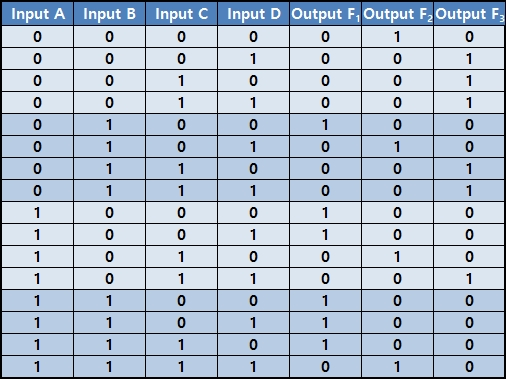 Input A Input B Input C Input D Output F₁ Output F₂ Output F₃
0 0 0 0 0 1 0
0 0 0 1 0 0 1
0 0 1 0 0 0 1
0 0 1 1 0 0 1
0 1 0 0 1 0 0
0 1 0 1 0 1 0
0 1 1 0 0 0 1
0 1 1 1 0 0 1
1 0 0 0 1 0 0
1 0 0 1 1 0 0
1 0 1 0 0 1 0
1 0 1 1 0 0 1
1 1 0 0 1 0 0
1 1 0 1 1 0 0
1 1 1 0 1 0 0
1 1 1 1 0 1 0